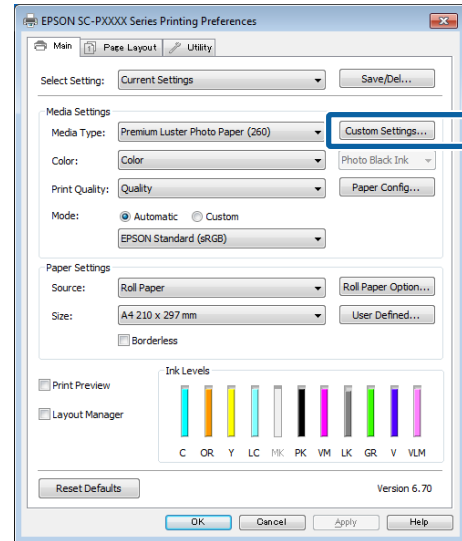 EPSON SC-PXXXX Series Printing Preferences
Main Page Layout Utility
Select Setting: Current Settings Save/Del...
Media Settings
Media Type: Premium Luster Photo Paper (260) Custom Settings...
Color: Color Photo Black Ink
Print Quality: Quality Paper Config...
Mode: Automatic Custom
EPSON Standard (sRGB)
Paper Settings
Source: Roll Paper Roll Paper Option...
Size: A4 210 x 297 mm User Defined...
Borderless
Ink Levels
Print Preview
Layout Manager
C OR Y LC MK PK VM LK GR V VLM
Reset Defaults Version 6.70
OK Cancel Apply Help